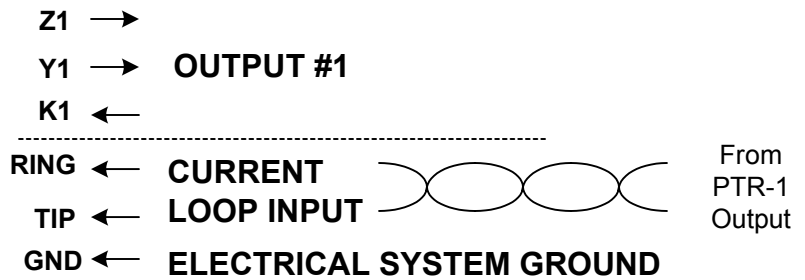 Z1
Y1 OUTPUT #1
K1
RING CURRENT
TIP LOOP INPUT
From
PTR-1
Output
GND ELECTRICAL SYSTEM GROUND